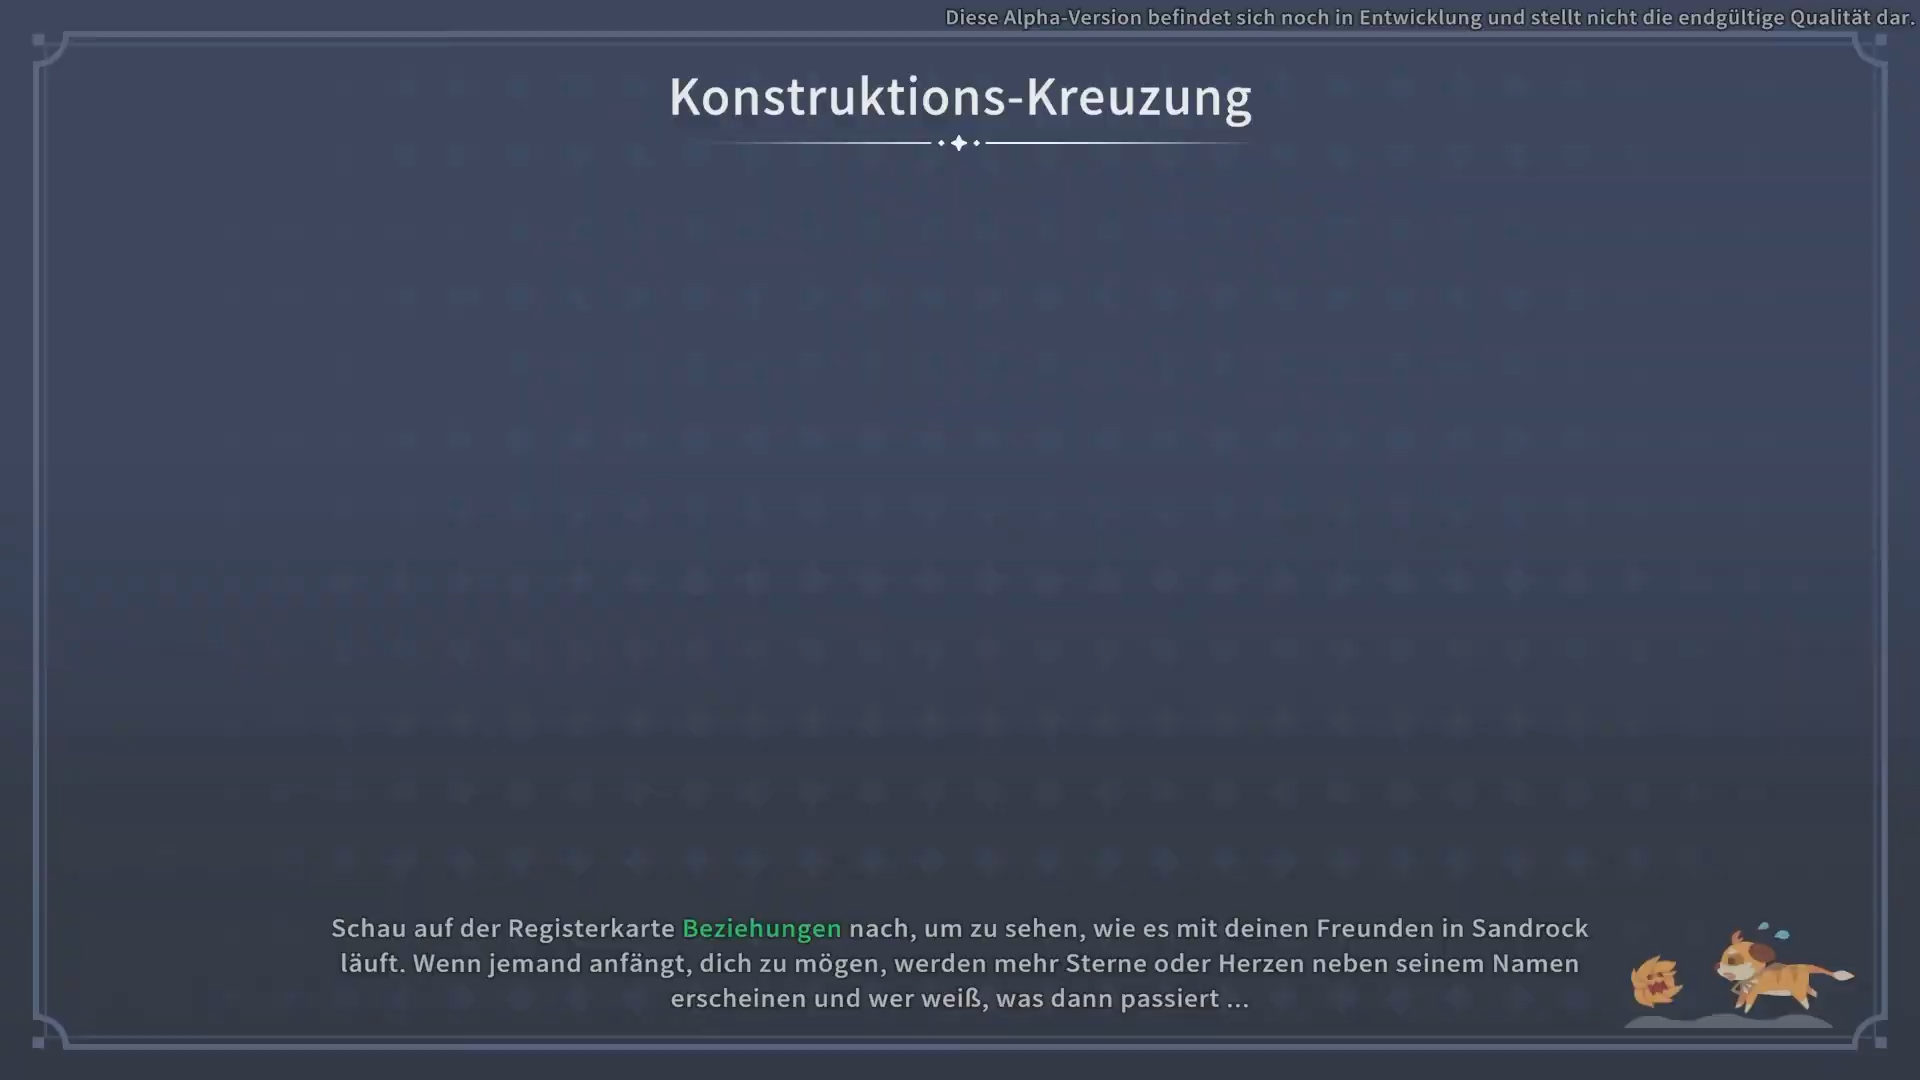 Diese Alpha-Version befindet sich noch in Entwicklung und stellt nicht die endgültige Qualität dar.
Konstruktions-Kreuzung
Schau auf der Registerkarte Beziehungen nach, um zu sehen, wie es mit deinen Freunden in Sandrock
läuft. Wenn jemand anfängt, dich zu mögen, werden mehr Sterne oder Herzen neben seinem Namen
erscheinen und wer weiß, was dann passiert ...